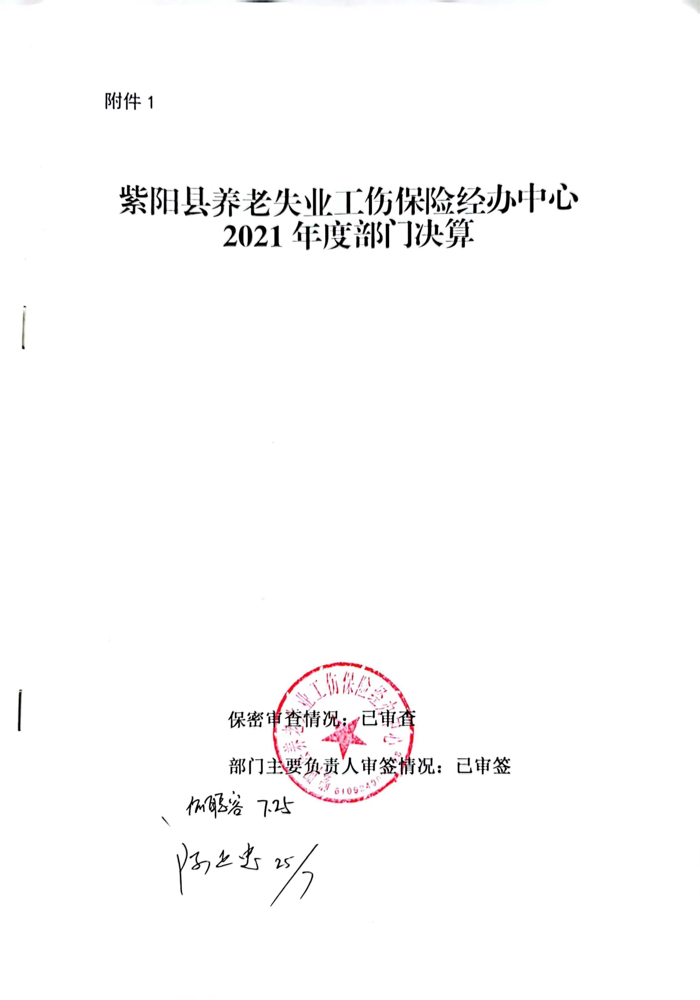 附件 1
紫阳县养老失业工伤保险经办中心
2021 年度部门决算
保密审查情况：已审查
部门主要负责人审签情况：已审签
7.25
25/7